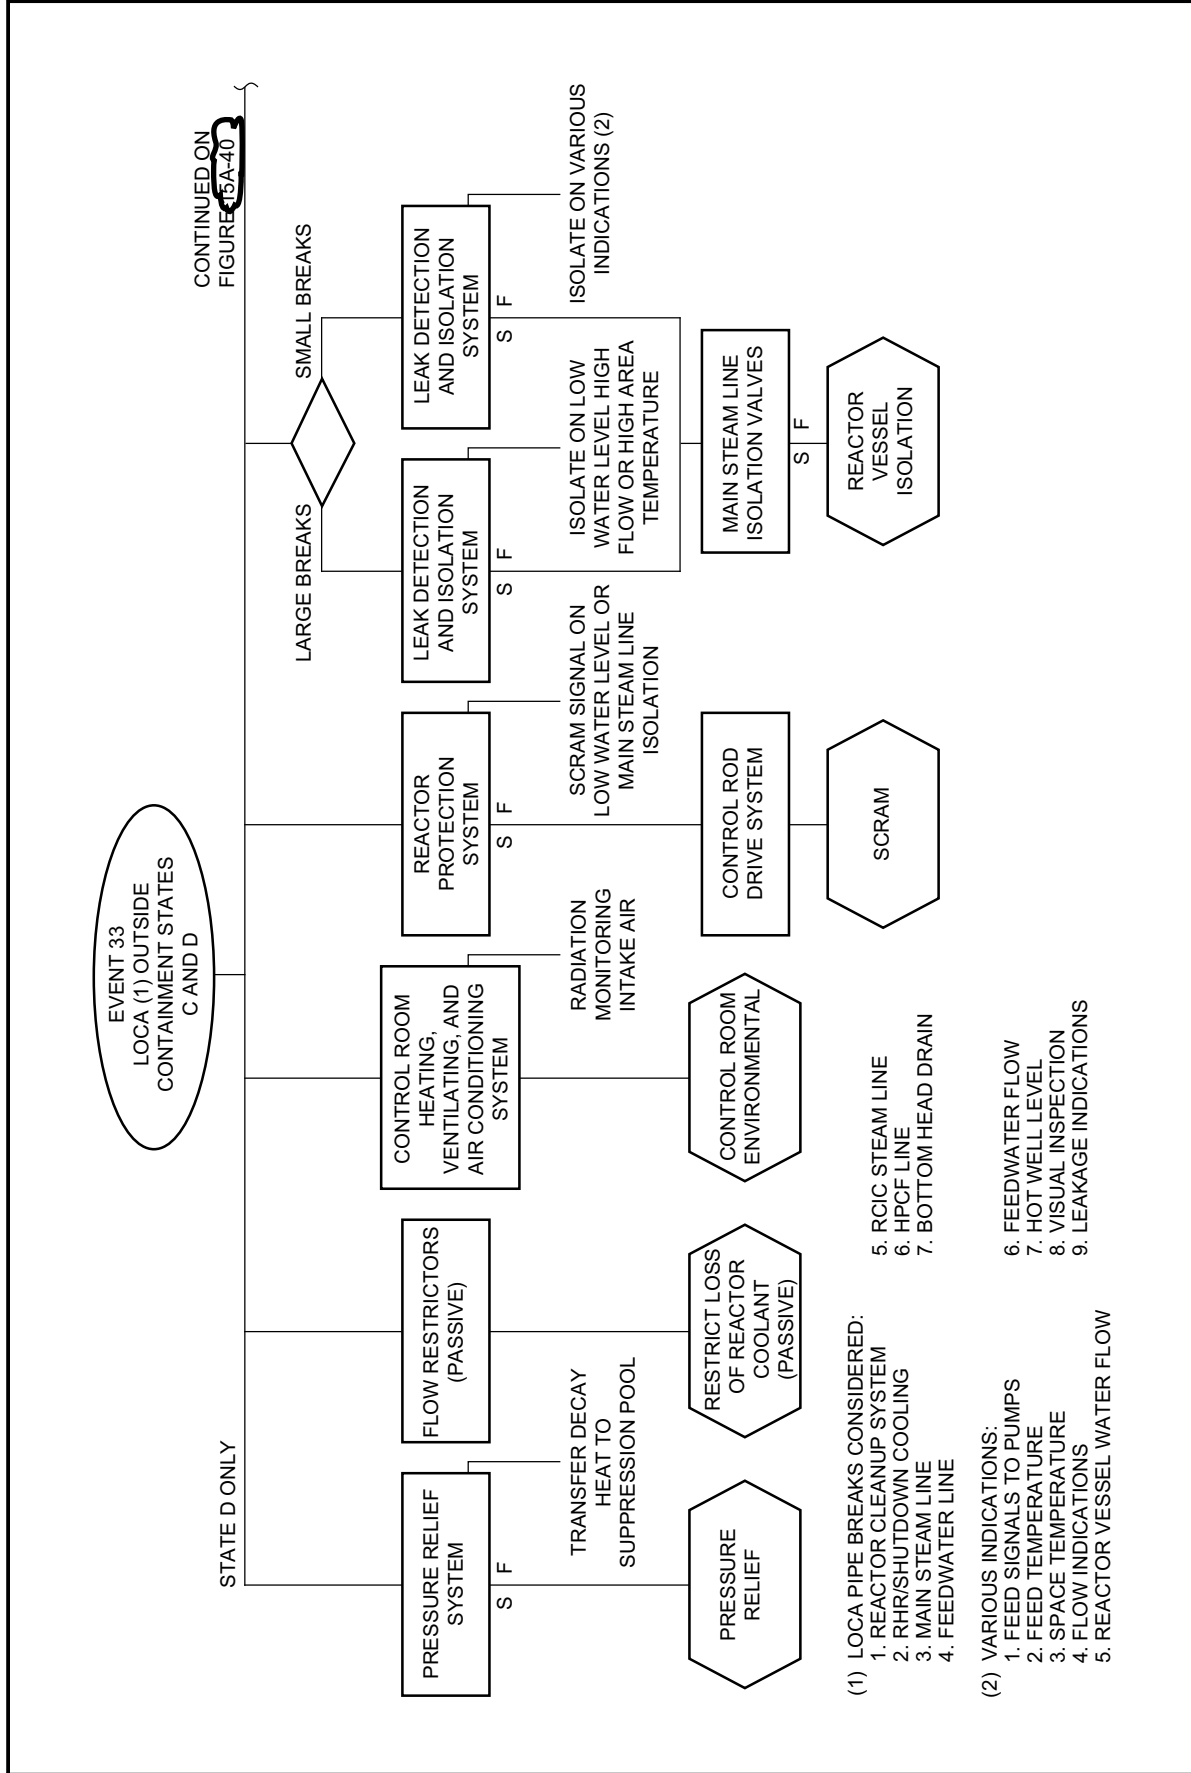 EVENT 33
LOCA (1) OUTSIDE
CONTAINMENT STATES
C AND D
CONTINUED ON
FIGURE 15A-40
STATE D ONLY
LARGE BREAKS
SMALL BREAKS
PRESSURE RELIEF
SYSTEM
S F
TRANSFER DECAY
HEAT TO
SUPPRESSION POOL
PRESSURE
RELIEF
FLOW RESTRICTORS
(PASSIVE)
RESTRICT LOSS
OF REACTOR
COOLANT
(PASSIVE)
CONTROL ROOM
HEATING,
VENTILATING, AND
AIR CONDITIONING
SYSTEM
RADIATION
MONITORING
INTAKE AIR
CONTROL ROOM
ENVIRONMENTAL
REACTOR
PROTECTION
SYSTEM
S F
SCRAM SIGNAL ON
LOW WATER LEVEL OR
MAIN STEAM LINE
ISOLATION
CONTROL ROD
DRIVE SYSTEM
SCRAM
LEAK DETECTION
AND ISOLATION
SYSTEM
S F
ISOLATE ON LOW
WATER LEVEL HIGH
FLOW OR HIGH AREA
TEMPERATURE
LEAK DETECTION
AND ISOLATION
SYSTEM
S F
ISOLATE ON VARIOUS
INDICATIONS (2)
MAIN STEAM LINE
ISOLATION VALVES
S F
REACTOR
VESSEL
ISOLATION
(1) LOCA PIPE BREAKS CONSIDERED:
1. REACTOR CLEANUP SYSTEM
2. RHR/SHUTDOWN COOLING
3. MAIN STEAM LINE
4. FEEDWATER LINE
5. RCIC STEAM LINE
6. HPCF LINE
7. BOTTOM HEAD DRAIN
(2) VARIOUS INDICATIONS:
1. FEED SIGNALS TO PUMPS
2. FEED TEMPERATURE
3. SPACE TEMPERATURE
4. FLOW INDICATIONS
5. REACTOR VESSEL WATER FLOW
6. FEEDWATER FLOW
7. HOT WELL LEVEL
8. VISUAL INSPECTION
9. LEAKAGE INDICATIONS